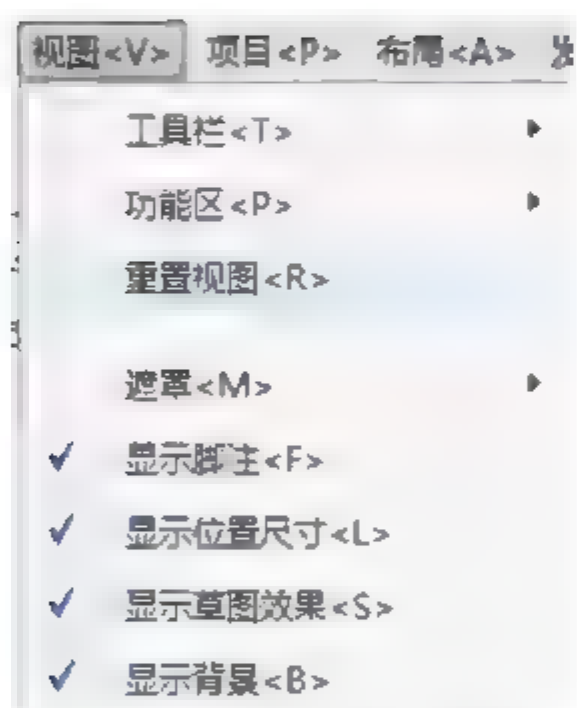 视图<V> 项目<P> 布局<A> 发
工具栏<T>
功能区<P>
重置视图<R>
遮罩<M>
显示脚注<F>
显示位置尺寸<L>
显示草图效果<S>
显示背景<B>